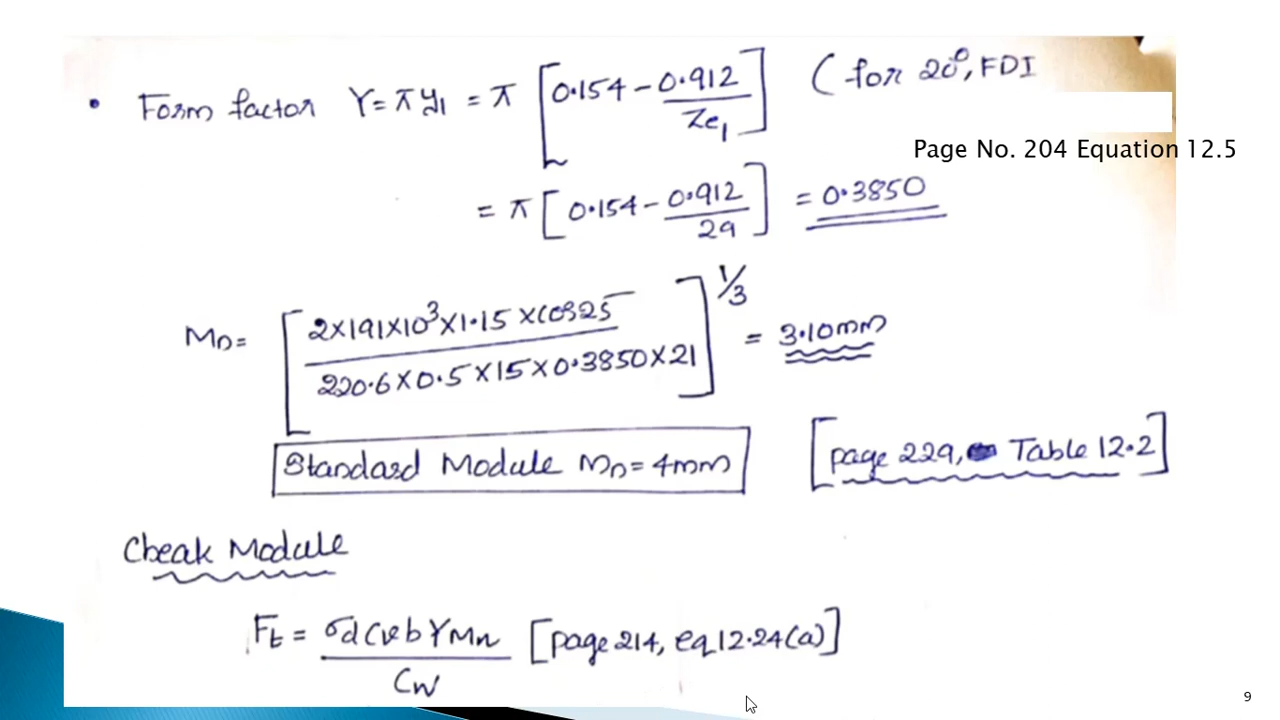 • Form factor Y = π y₁ = π [0.154 - 0.912 / Ze₁] (for 20°, FDI
Page No. 204 Equation 12.5
= π [0.154 - 0.912 / 29] = 0.3850
Mn = [2×191×10³×1.15×cos25 / 220.6×0.5×15×0.3850×21]^1/3 = 3.10mm
Standard Module Mn = 4mm [page 229, Table 12.2]
Cheak Module
Ft = σd Cv b Y Mn / Cw [page 214, eq 12.24(a)]
9